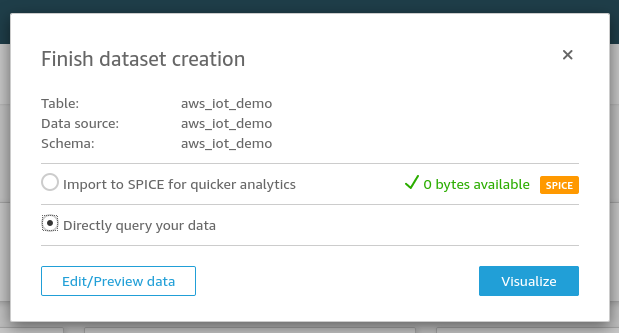 Finish dataset creation
Table: aws_iot_demo
Data source: aws_iot_demo
Schema: aws_iot_demo
Import to SPICE for quicker analytics 0 bytes available SPICE
Directly query your data
Edit/Preview data Visualize